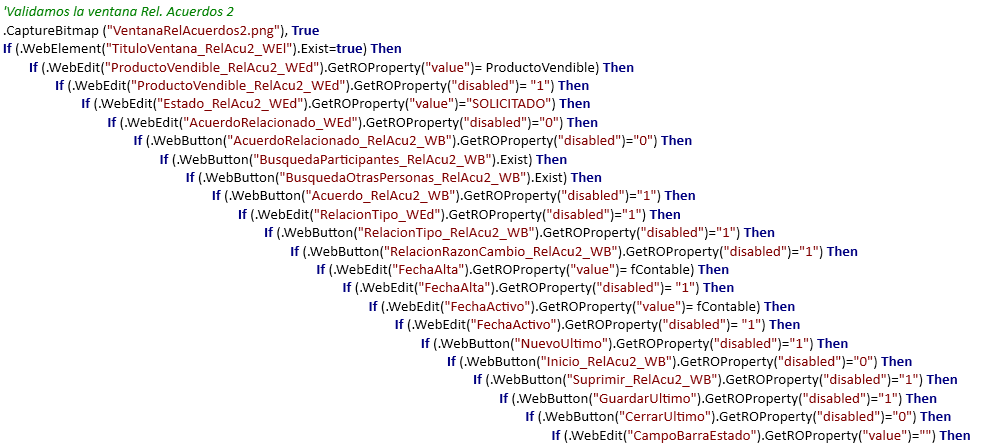 'Validamos la ventana Rel. Acuerdos 2
.CaptureBitmap ("VentanaRelAcuerdos2.png"), True
If (.WebElement("TituloVentana_RelAcu2_WEl").Exist=true) Then
If (.WebEdit("ProductoVendible_RelAcu2_WEd").GetROProperty("value")= ProductoVendible) Then
If (.WebEdit("ProductoVendible_RelAcu2_WEd").GetROProperty("disabled")= "1") Then
If (.WebEdit("Estado_RelAcu2_WEd").GetROProperty("value")="SOLICITADO") Then
If (.WebEdit("AcuerdoRelacionado_WEd").GetROProperty("disabled")="0") Then
If (.WebButton("AcuerdoRelacionado_RelAcu2_WB").GetROProperty("disabled")="0") Then
If (.WebButton("BusquedaParticipantes_RelAcu2_WB").Exist) Then
If (.WebButton("BusquedaOtrasPersonas_RelAcu2_WB").Exist) Then
If (.WebButton("Acuerdo_RelAcu2_WB").GetROProperty("disabled")="1") Then
If (.WebEdit("RelacionTipo_WEd").GetROProperty("disabled")="1") Then
If (.WebButton("RelacionTipo_RelAcu2_WB").GetROProperty("disabled")="1") Then
If (.WebButton("RelacionRazonCambio_RelAcu2_WB").GetROProperty("disabled")="1") Then
If (.WebEdit("FechaAlta").GetROProperty("value")= fContable) Then
If (.WebEdit("FechaAlta").GetROProperty("disabled")= "1") Then
If (.WebEdit("FechaActivo").GetROProperty("value")= fContable) Then
If (.WebEdit("FechaActivo").GetROProperty("disabled")= "1") Then
If (.WebButton("NuevoUltimo").GetROProperty("disabled")="1") Then
If (.WebButton("Inicio_RelAcu2_WB").GetROProperty("disabled")="0") Then
If (.WebButton("Suprimir_RelAcu2_WB").GetROProperty("disabled")="1") Then
If (.WebButton("GuardarUltimo").GetROProperty("disabled")="1") Then
If (.WebButton("CerrarUltimo").GetROProperty("disabled")="0") Then
If (.WebEdit("CampoBarraEstado").GetROProperty("value")="") Then